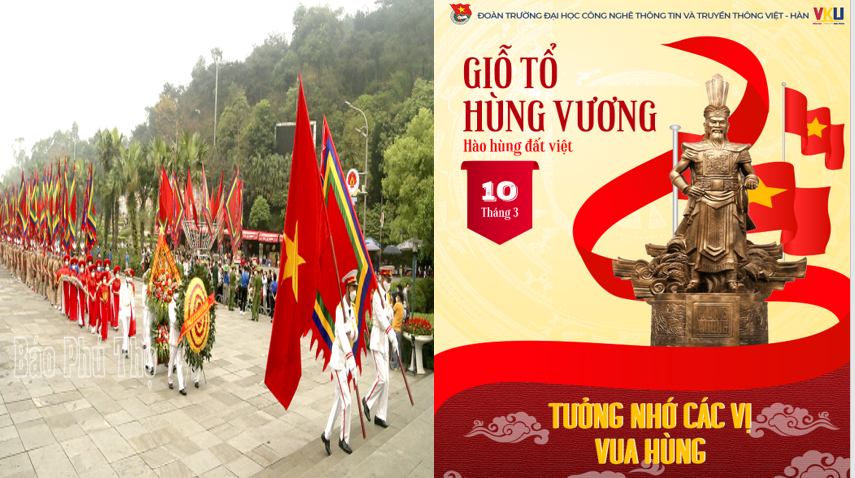 Báo Phú Thọ
ĐOÀN TRƯỜNG ĐẠI HỌC CÔNG NGHỆ THÔNG TIN VÀ TRUYỀN THÔNG VIỆT - HÀN
VKU
GIỖ TỔ
HÙNG VƯƠNG
Hào hùng đất việt
10
Tháng 3
TƯỞNG NHỚ CÁC VỊ
VUA HÙNG